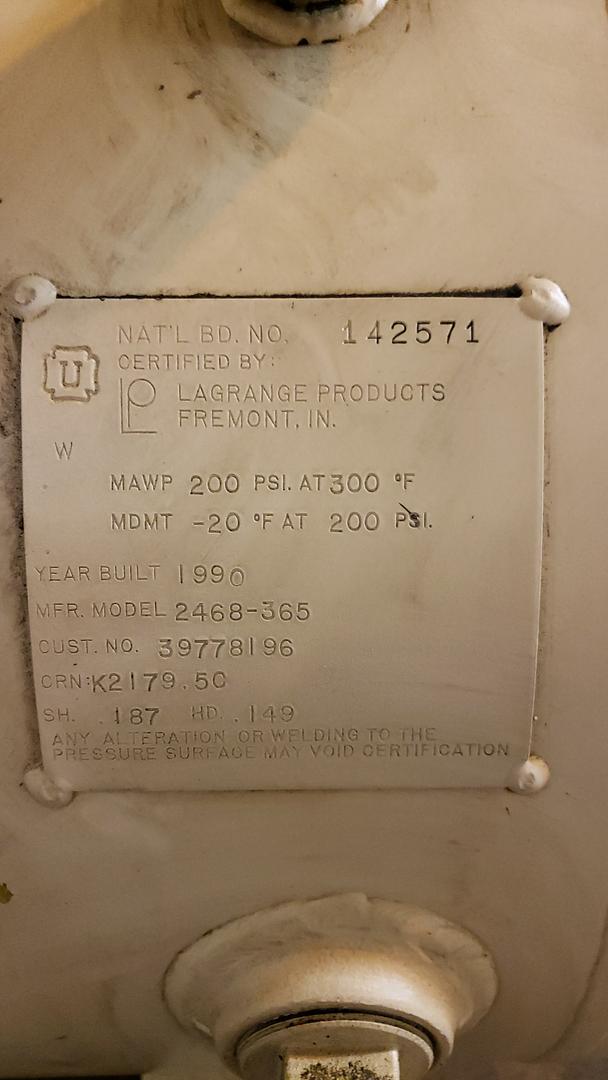 NAT'L BD. NO. 142571
U
CERTIFIED BY:
LP LAGRANGE PRODUCTS
FREMONT, IN.
W
MAWP 200 PSI. AT 300 °F
MDMT -20 °F AT 200 PSI.
YEAR BUILT 1990
MFR. MODEL 2468-365
CUST. NO. 39778196
CRN: K2179.5C
SH. .187 HD. .149
ANY ALTERATION OR WELDING TO THE
PRESSURE SURFACE MAY VOID CERTIFICATION